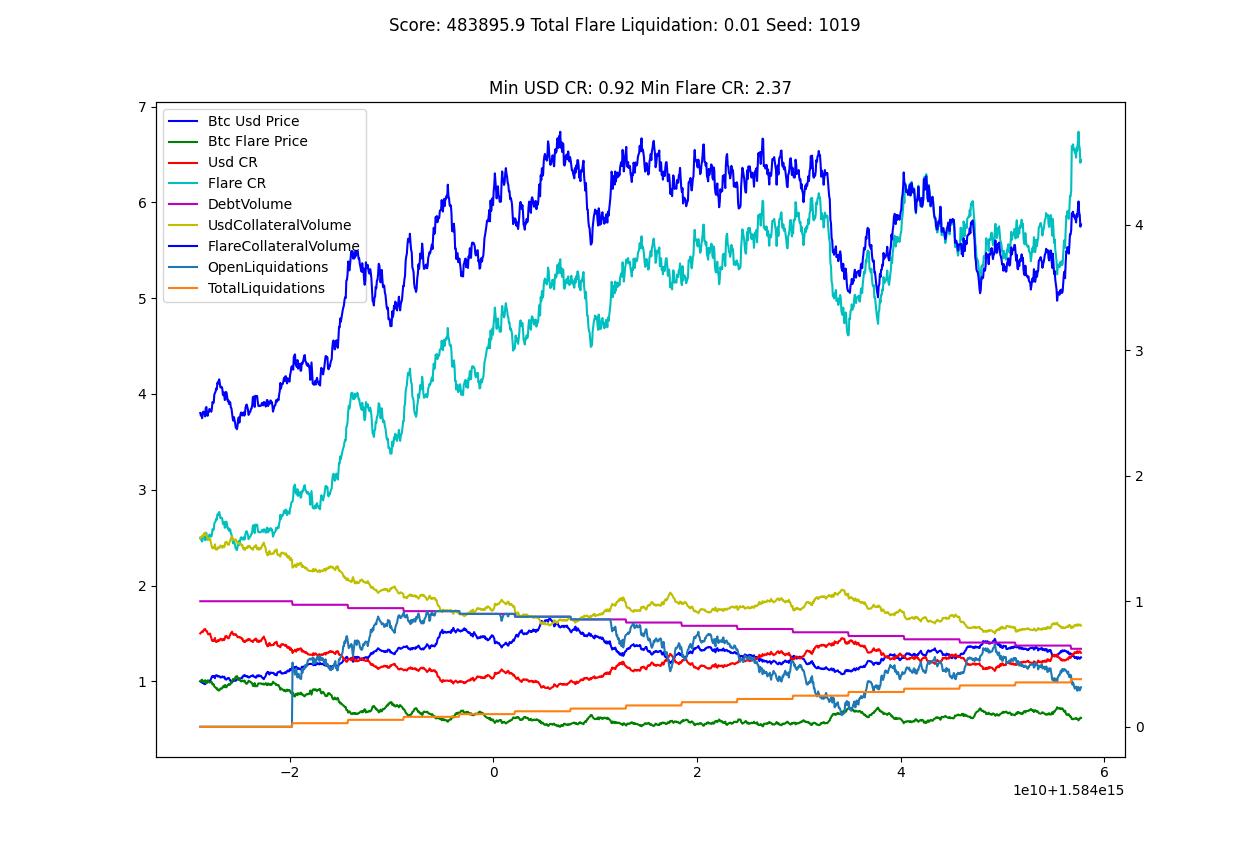 Score: 483895.9 Total Flare Liquidation: 0.01 Seed: 1019
Min USD CR: 0.92 Min Flare CR: 2.37
7
6
5
4
3
2
1
Btc Usd Price
Btc Flare Price
Usd CR
Flare CR
DebtVolume
UsdCollateralVolume
FlareCollateralVolume
OpenLiquidations
TotalLiquidations
4
3
2
1
0
−2
0
2
4
6
1e10+1.584e15